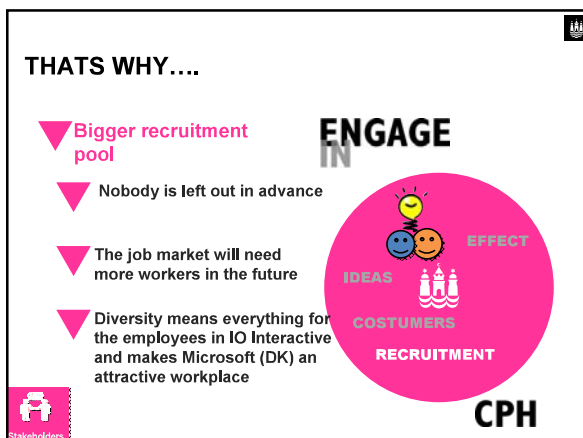 THATS WHY....
Bigger recruitment
pool
Nobody is left out in advance
The job market will need
more workers in the future
Diversity means everything for
the employees in IO Interactive
and makes Microsoft (DK) an
attractive workplace
ENGAGE
IN
EFFECT
IDEAS
COSTUMERS
RECRUITMENT
CPH
Stakeholders